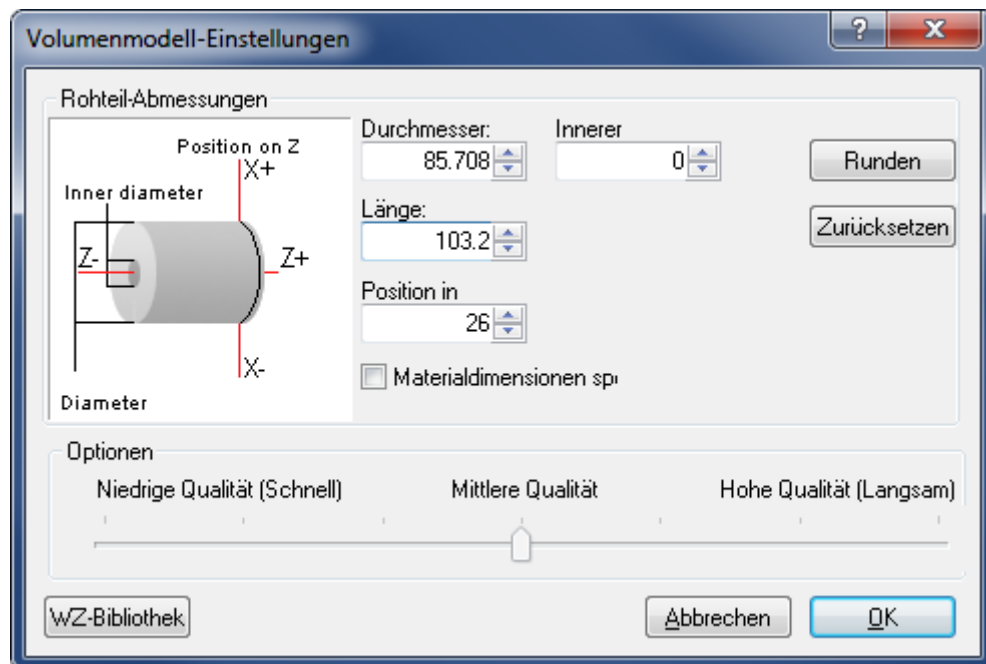 Volumenmodell-Einstellungen
?
Rohteil-Abmessungen
Position on Z
X+
Inner diameter
Z-
Z+
X-
Diameter
Durchmesser:
85.708
Innerer
0
Länge:
103.2
Position in
26
Materialdimensionen sp
Runden
Zurücksetzen
Optionen
Niedrige Qualität (Schnell) Mittlere Qualität Hohe Qualität (Langsam)
WZ-Bibliothek
Abbrechen
OK